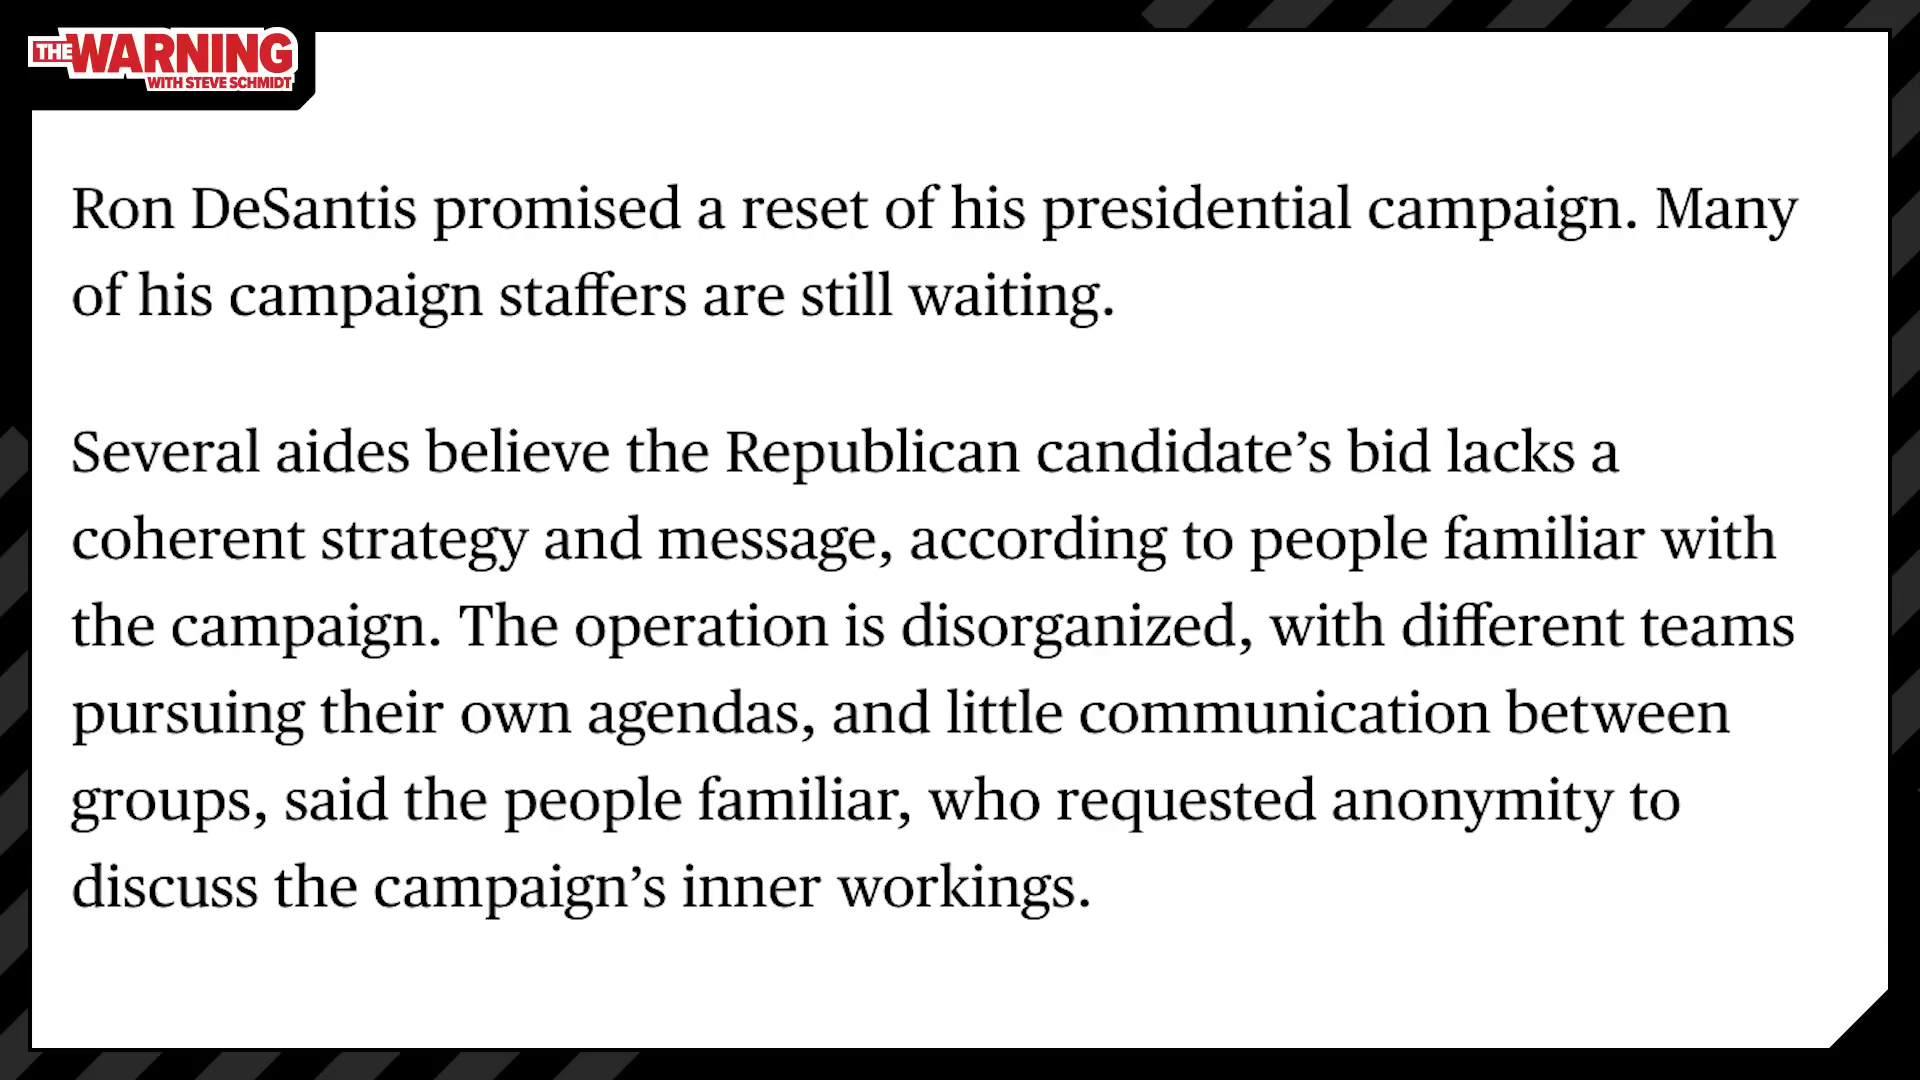 THE WARNING
WITH STEVE SCHMIDT
Ron DeSantis promised a reset of his presidential campaign. Many
of his campaign staffers are still waiting.
Several aides believe the Republican candidate’s bid lacks a
coherent strategy and message, according to people familiar with
the campaign. The operation is disorganized, with different teams
pursuing their own agendas, and little communication between
groups, said the people familiar, who requested anonymity to
discuss the campaign’s inner workings.